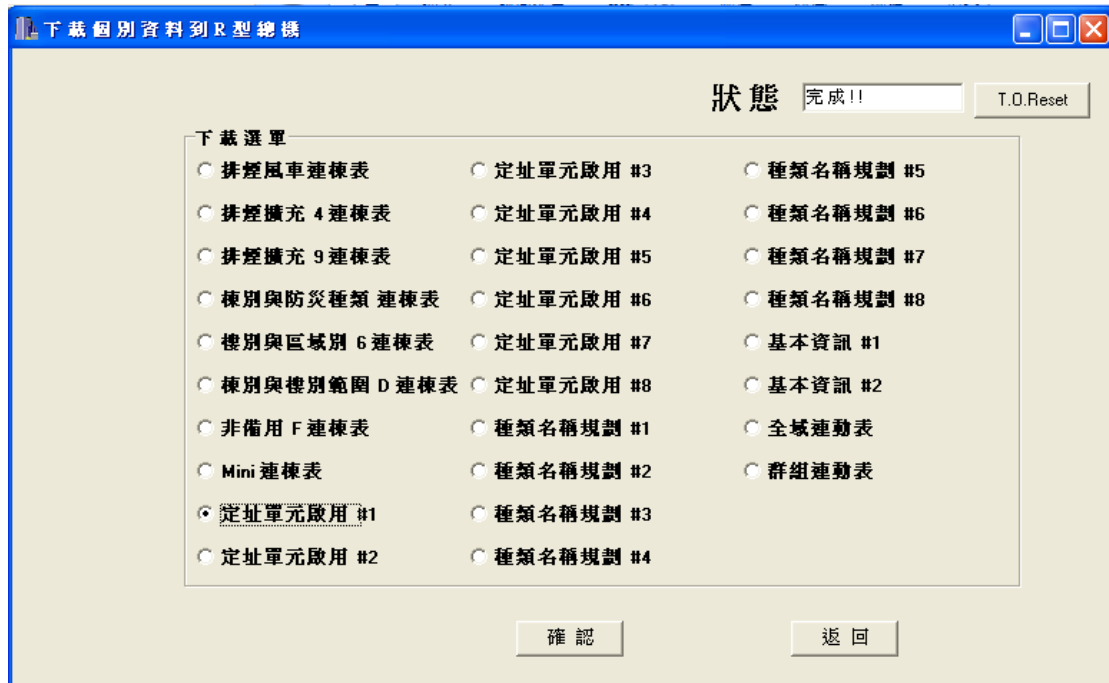 下載個別資料到R型總機
狀態 完成!! T.O.Reset
下載選單
排煙風車連棟表 定址單元啟用 #3 種類名稱規劃 #5
排煙擴充 4 連棟表 定址單元啟用 #4 種類名稱規劃 #6
排煙擴充 9 連棟表 定址單元啟用 #5 種類名稱規劃 #7
棟別與防災種類 連棟表 定址單元啟用 #6 種類名稱規劃 #8
樓別與區域別 6 連棟表 定址單元啟用 #7 基本資訊 #1
棟別與樓別範圍 D 連棟表 定址單元啟用 #8 基本資訊 #2
非備用 F 連棟表 種類名稱規劃 #1 全域連動表
Mini 連棟表 種類名稱規劃 #2 群組連動表
定址單元啟用 #1 種類名稱規劃 #3
定址單元啟用 #2 種類名稱規劃 #4
確認 返回